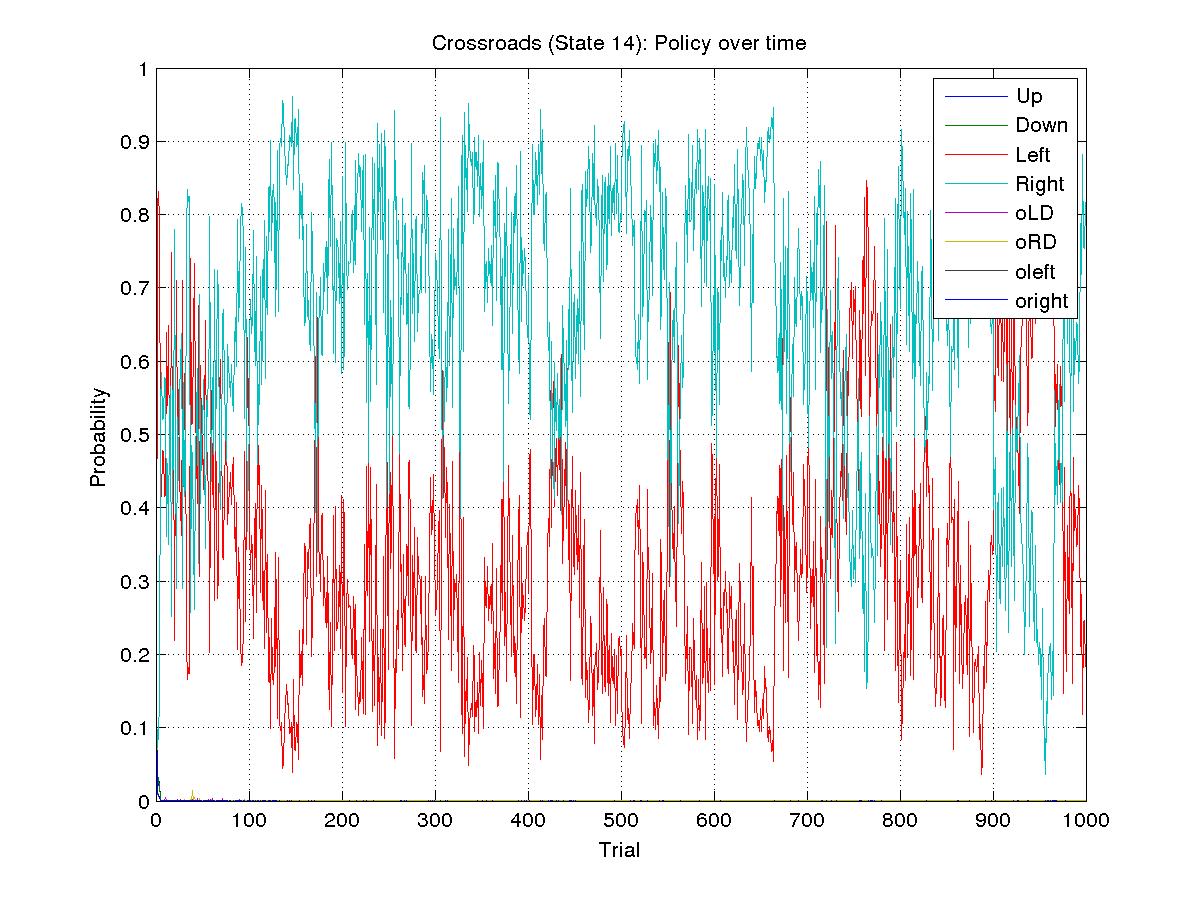 Crossroads (State 14): Policy over time
1
0.9
0.8
0.7
0.6
0.5
0.4
0.3
0.2
0.1
0
Probability
Up
Down
Left
Right
oLD
oRD
oleft
oright
0 100 200 300 400 500 600 700 800 900 1000
Trial